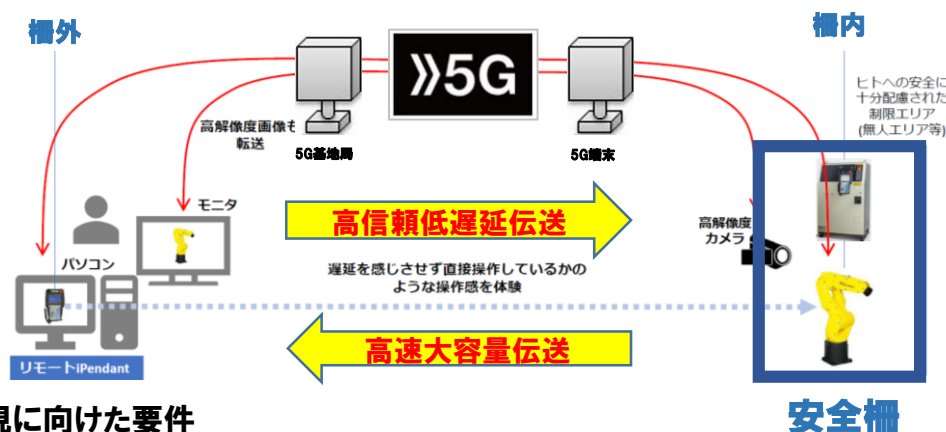 柵外
柵内
》5G
ヒトへの安全に
十分配慮された
制限エリア
(無人エリア等)
高解像度画像も
転送
5G基地局
5G端末
モニタ
高信頼低遅延伝送
高解像度
カメラ
パソコン
遅延を感じさせず直接操作しているかの
ような操作感を体験
高速大容量伝送
リモートiPendant
現に向けた要件
安全柵